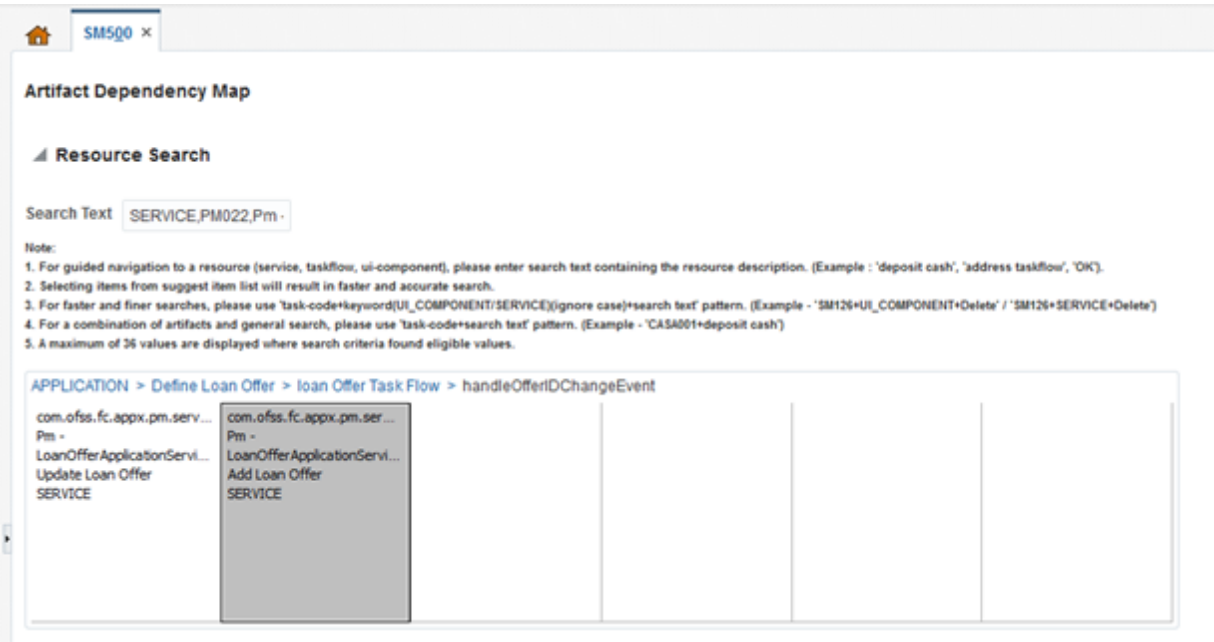 SM500 ×
Artifact Dependency Map
Resource Search
Search Text SERVICE,PM022,Pm -
Note:
1. For guided navigation to a resource (service, taskflow, ui-component), please enter search text containing the resource description. (Example : 'deposit cash', 'address taskflow', 'OK').
2. Selecting items from suggest item list will result in faster and accurate search.
3. For faster and finer searches, please use 'task-code+keyword(UI_COMPONENT/SERVICE)(ignore case)+search text' pattern. (Example - 'SM126+UI_COMPONENT+Delete' / 'SM126+SERVICE+Delete')
4. For a combination of artifacts and general search, please use 'task-code+search text' pattern. (Example - 'CASA001+deposit cash')
5. A maximum of 36 values are displayed where search criteria found eligible values.
APPLICATION > Define Loan Offer > loan Offer Task Flow > handleOfferIDChangeEvent
com.ofss.fc.appx.pm.serv...
Pm -
LoanOfferApplicationServi...
Update Loan Offer
SERVICE
com.ofss.fc.appx.pm.ser...
Pm -
LoanOfferApplicationServi...
Add Loan Offer
SERVICE